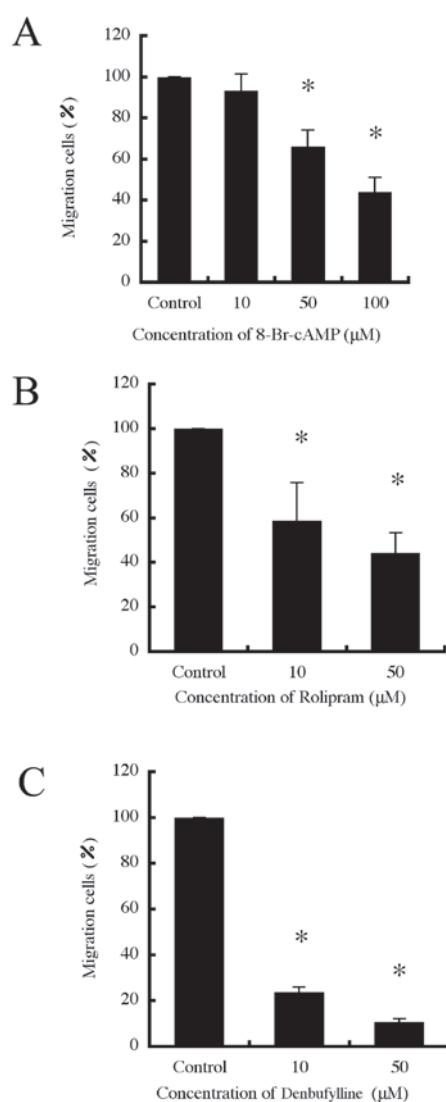 A
Migration cells (%)
120
100
80
60
40
20
0
*
*
Control 10 50 100
Concentration of 8-Br-cAMP (μM)
B
Migration cells (%)
120
100
80
60
40
20
0
*
*
Control 10 50
Concentration of Rolipram (μM)
C
Migration cells (%)
120
100
80
60
40
20
0
*
*
Control 10 50
Concentration of Denbufylline (μM)